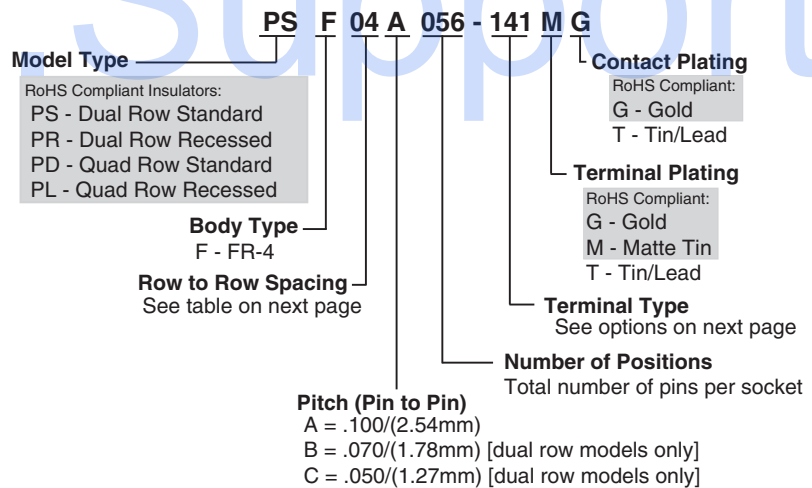 .Support
PS F 04 A 056 - 141 M G
Model Type
RoHS Compliant Insulators:
PS - Dual Row Standard
PR - Dual Row Recessed
PD - Quad Row Standard
PL - Quad Row Recessed
Body Type
F - FR-4
Row to Row Spacing
See table on next page
Pitch (Pin to Pin)
A = .100/(2.54mm)
B = .070/(1.78mm) [dual row models only]
C = .050/(1.27mm) [dual row models only]
Contact Plating
RoHS Compliant:
G - Gold
T - Tin/Lead
Terminal Plating
RoHS Compliant:
G - Gold
M - Matte Tin
T - Tin/Lead
Terminal Type
See options on next page
Number of Positions
Total number of pins per socket